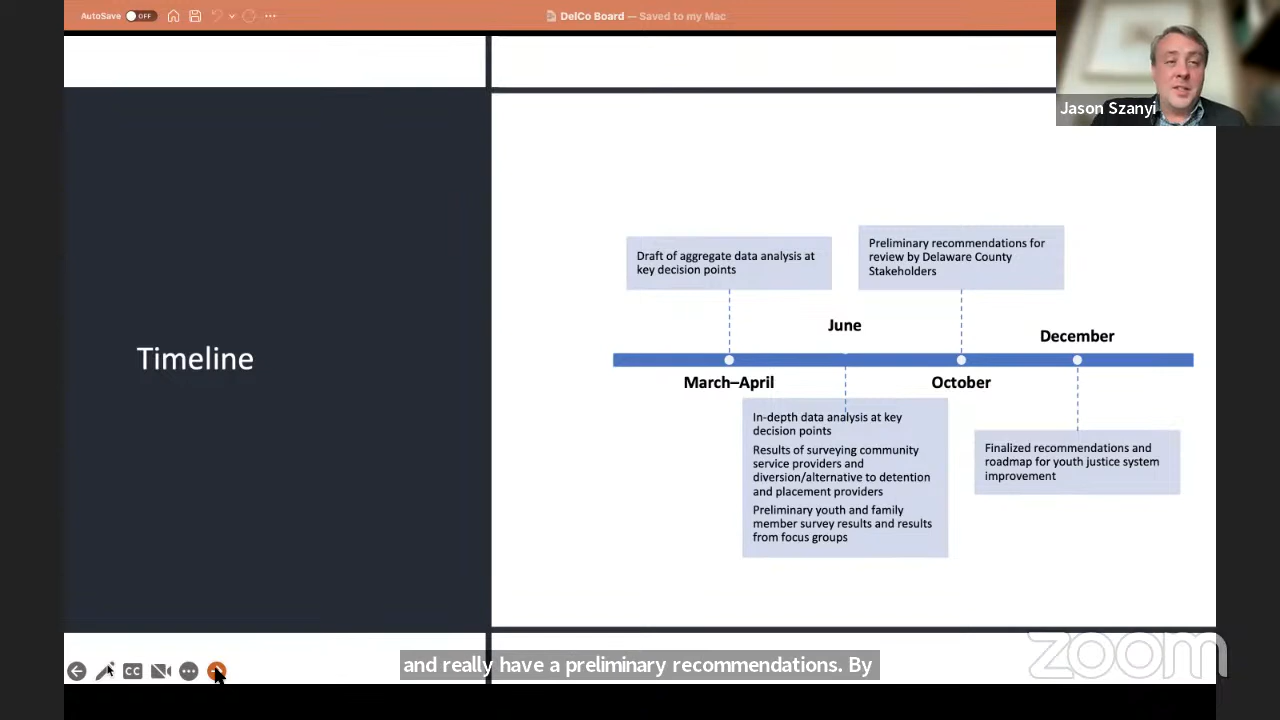 AutoSave OFF
DelCo Board — Saved to my Mac
Jason Szanyi
Timeline
Draft of aggregate data analysis at
key decision points
Preliminary recommendations for
review by Delaware County
Stakeholders
June
December
March–April
October
In-depth data analysis at key
decision points
Results of surveying community
service providers and
diversion/alternative to detention
and placement providers
Preliminary youth and family
member survey results and results
from focus groups
Finalized recommendations and
roadmap for youth justice system
improvement
CC
and really have a preliminary recommendations. By
zoom